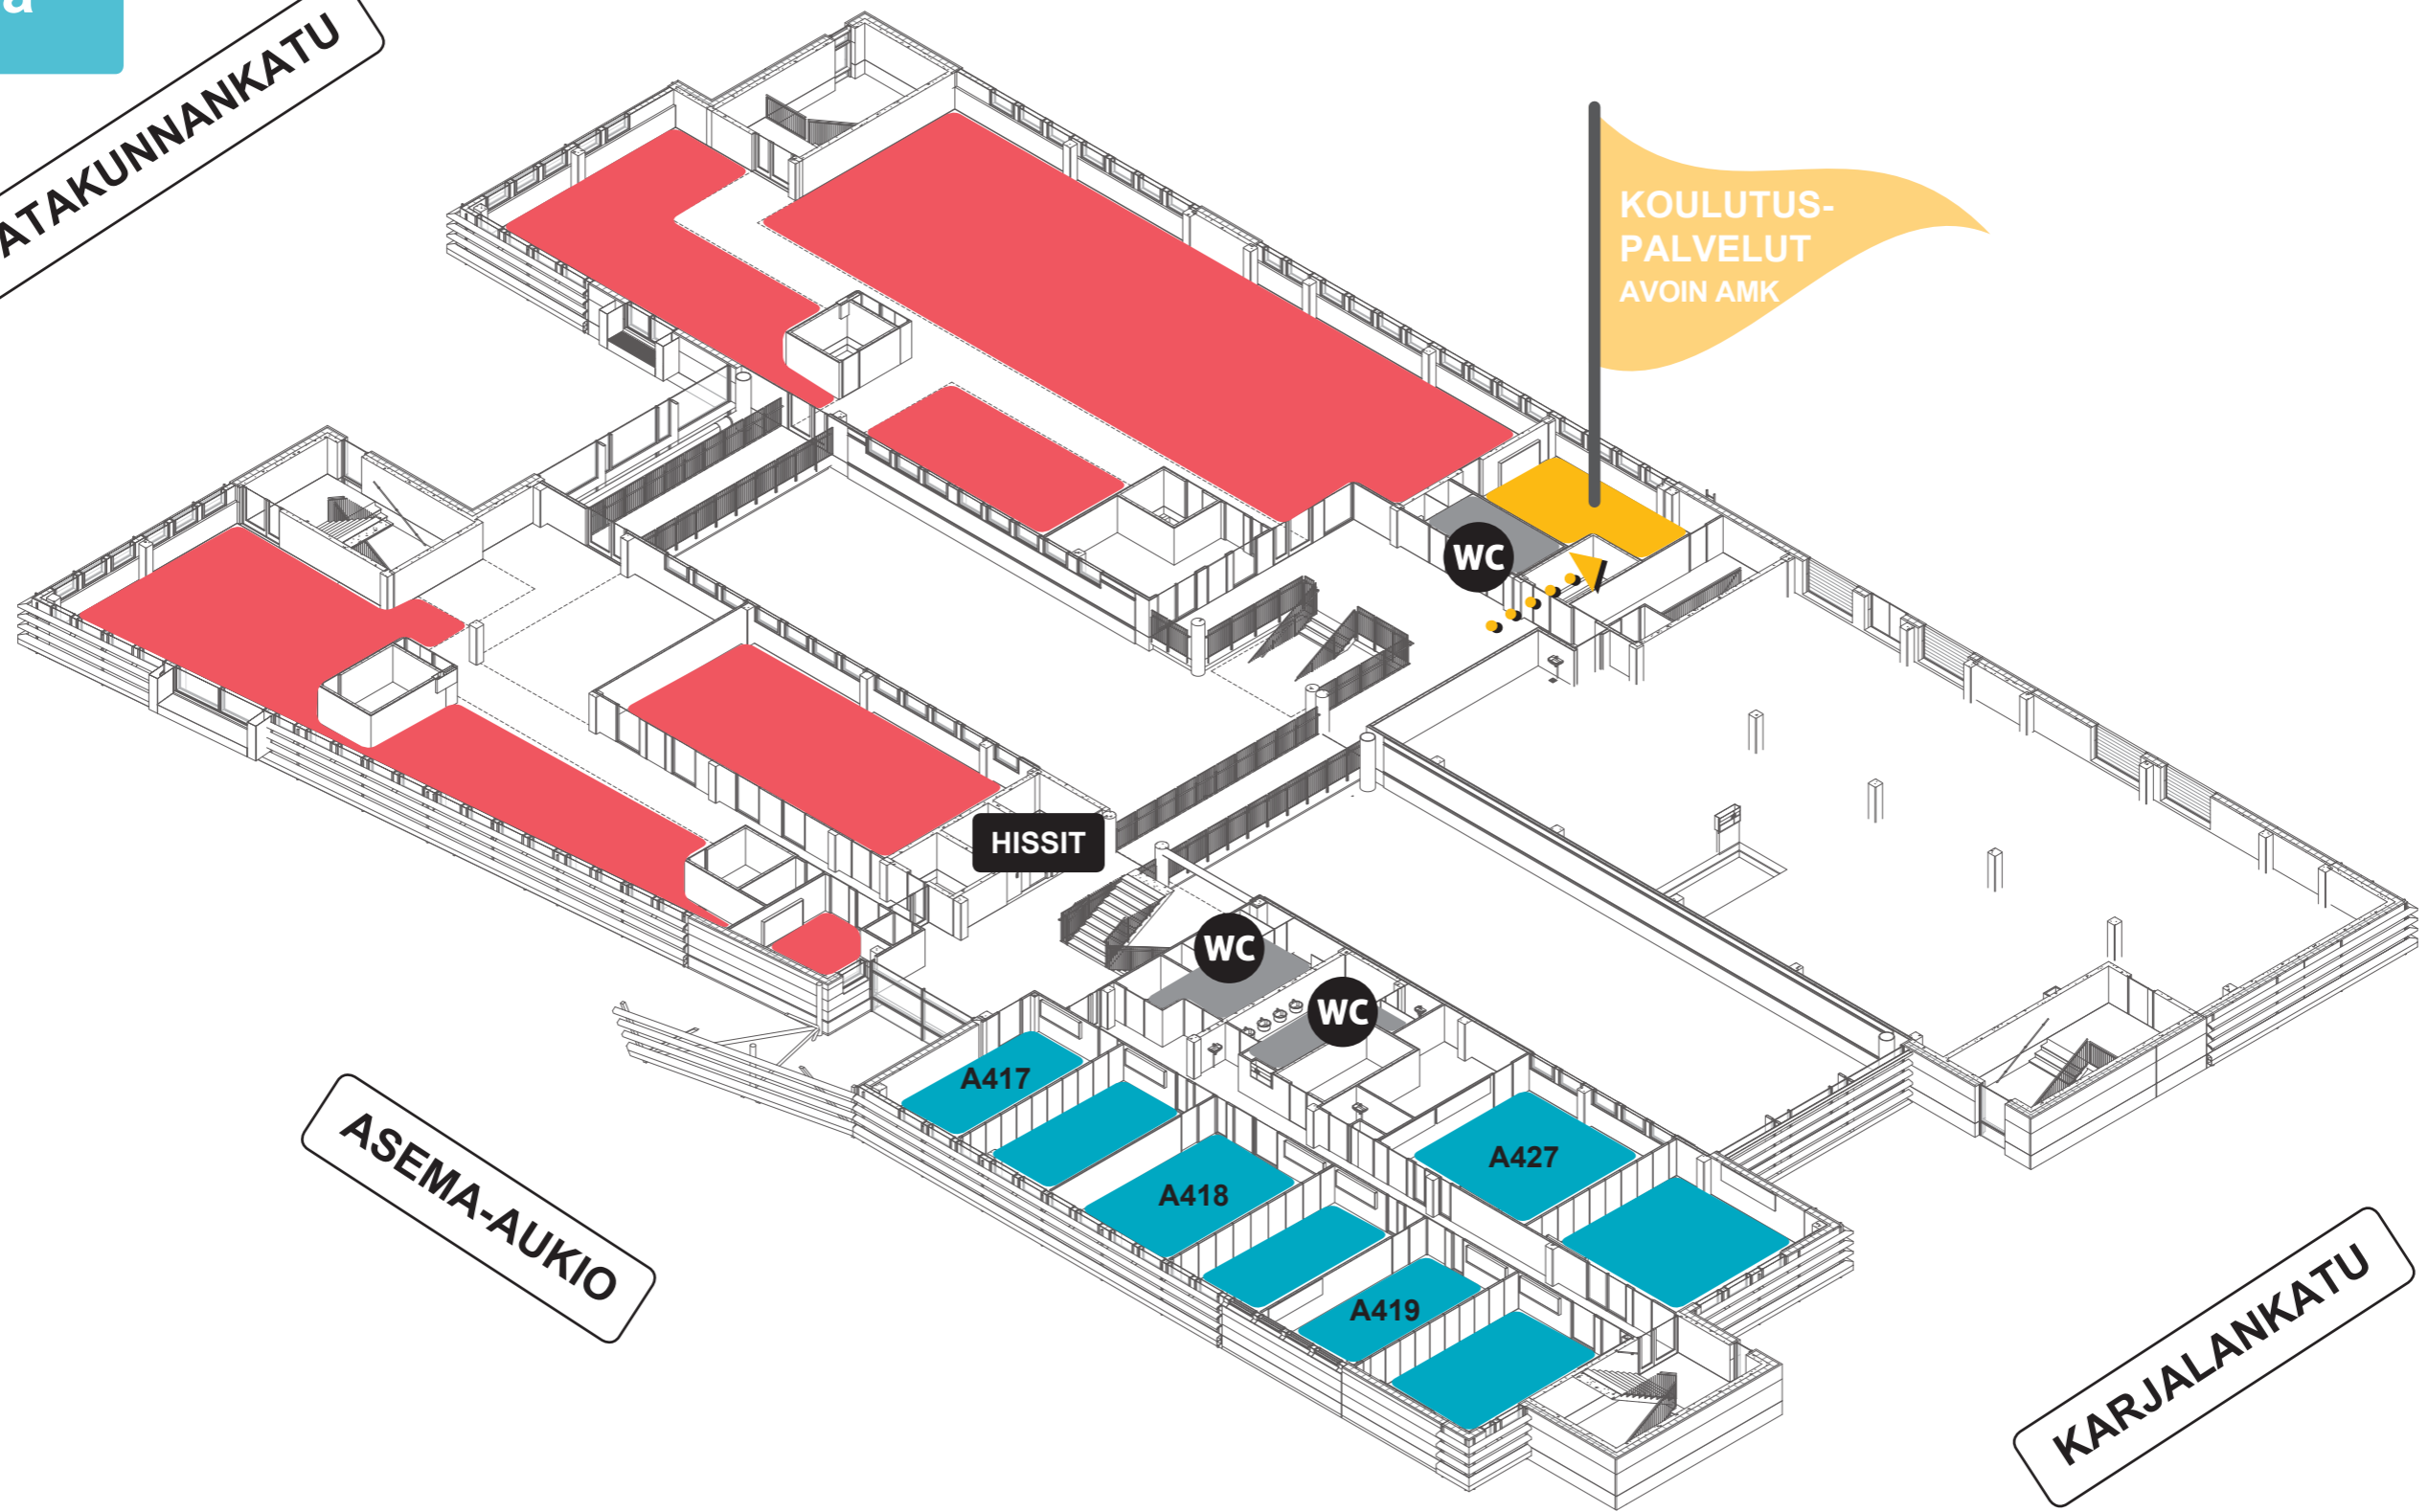 a
ATAKUNNANKATU
KOULUTUS-
PALVELUT
AVOIN AMK
WC
HISSIT
WC
WC
A417
A418
A427
A419
ASEMA-AUKIO
KARJALANKATU